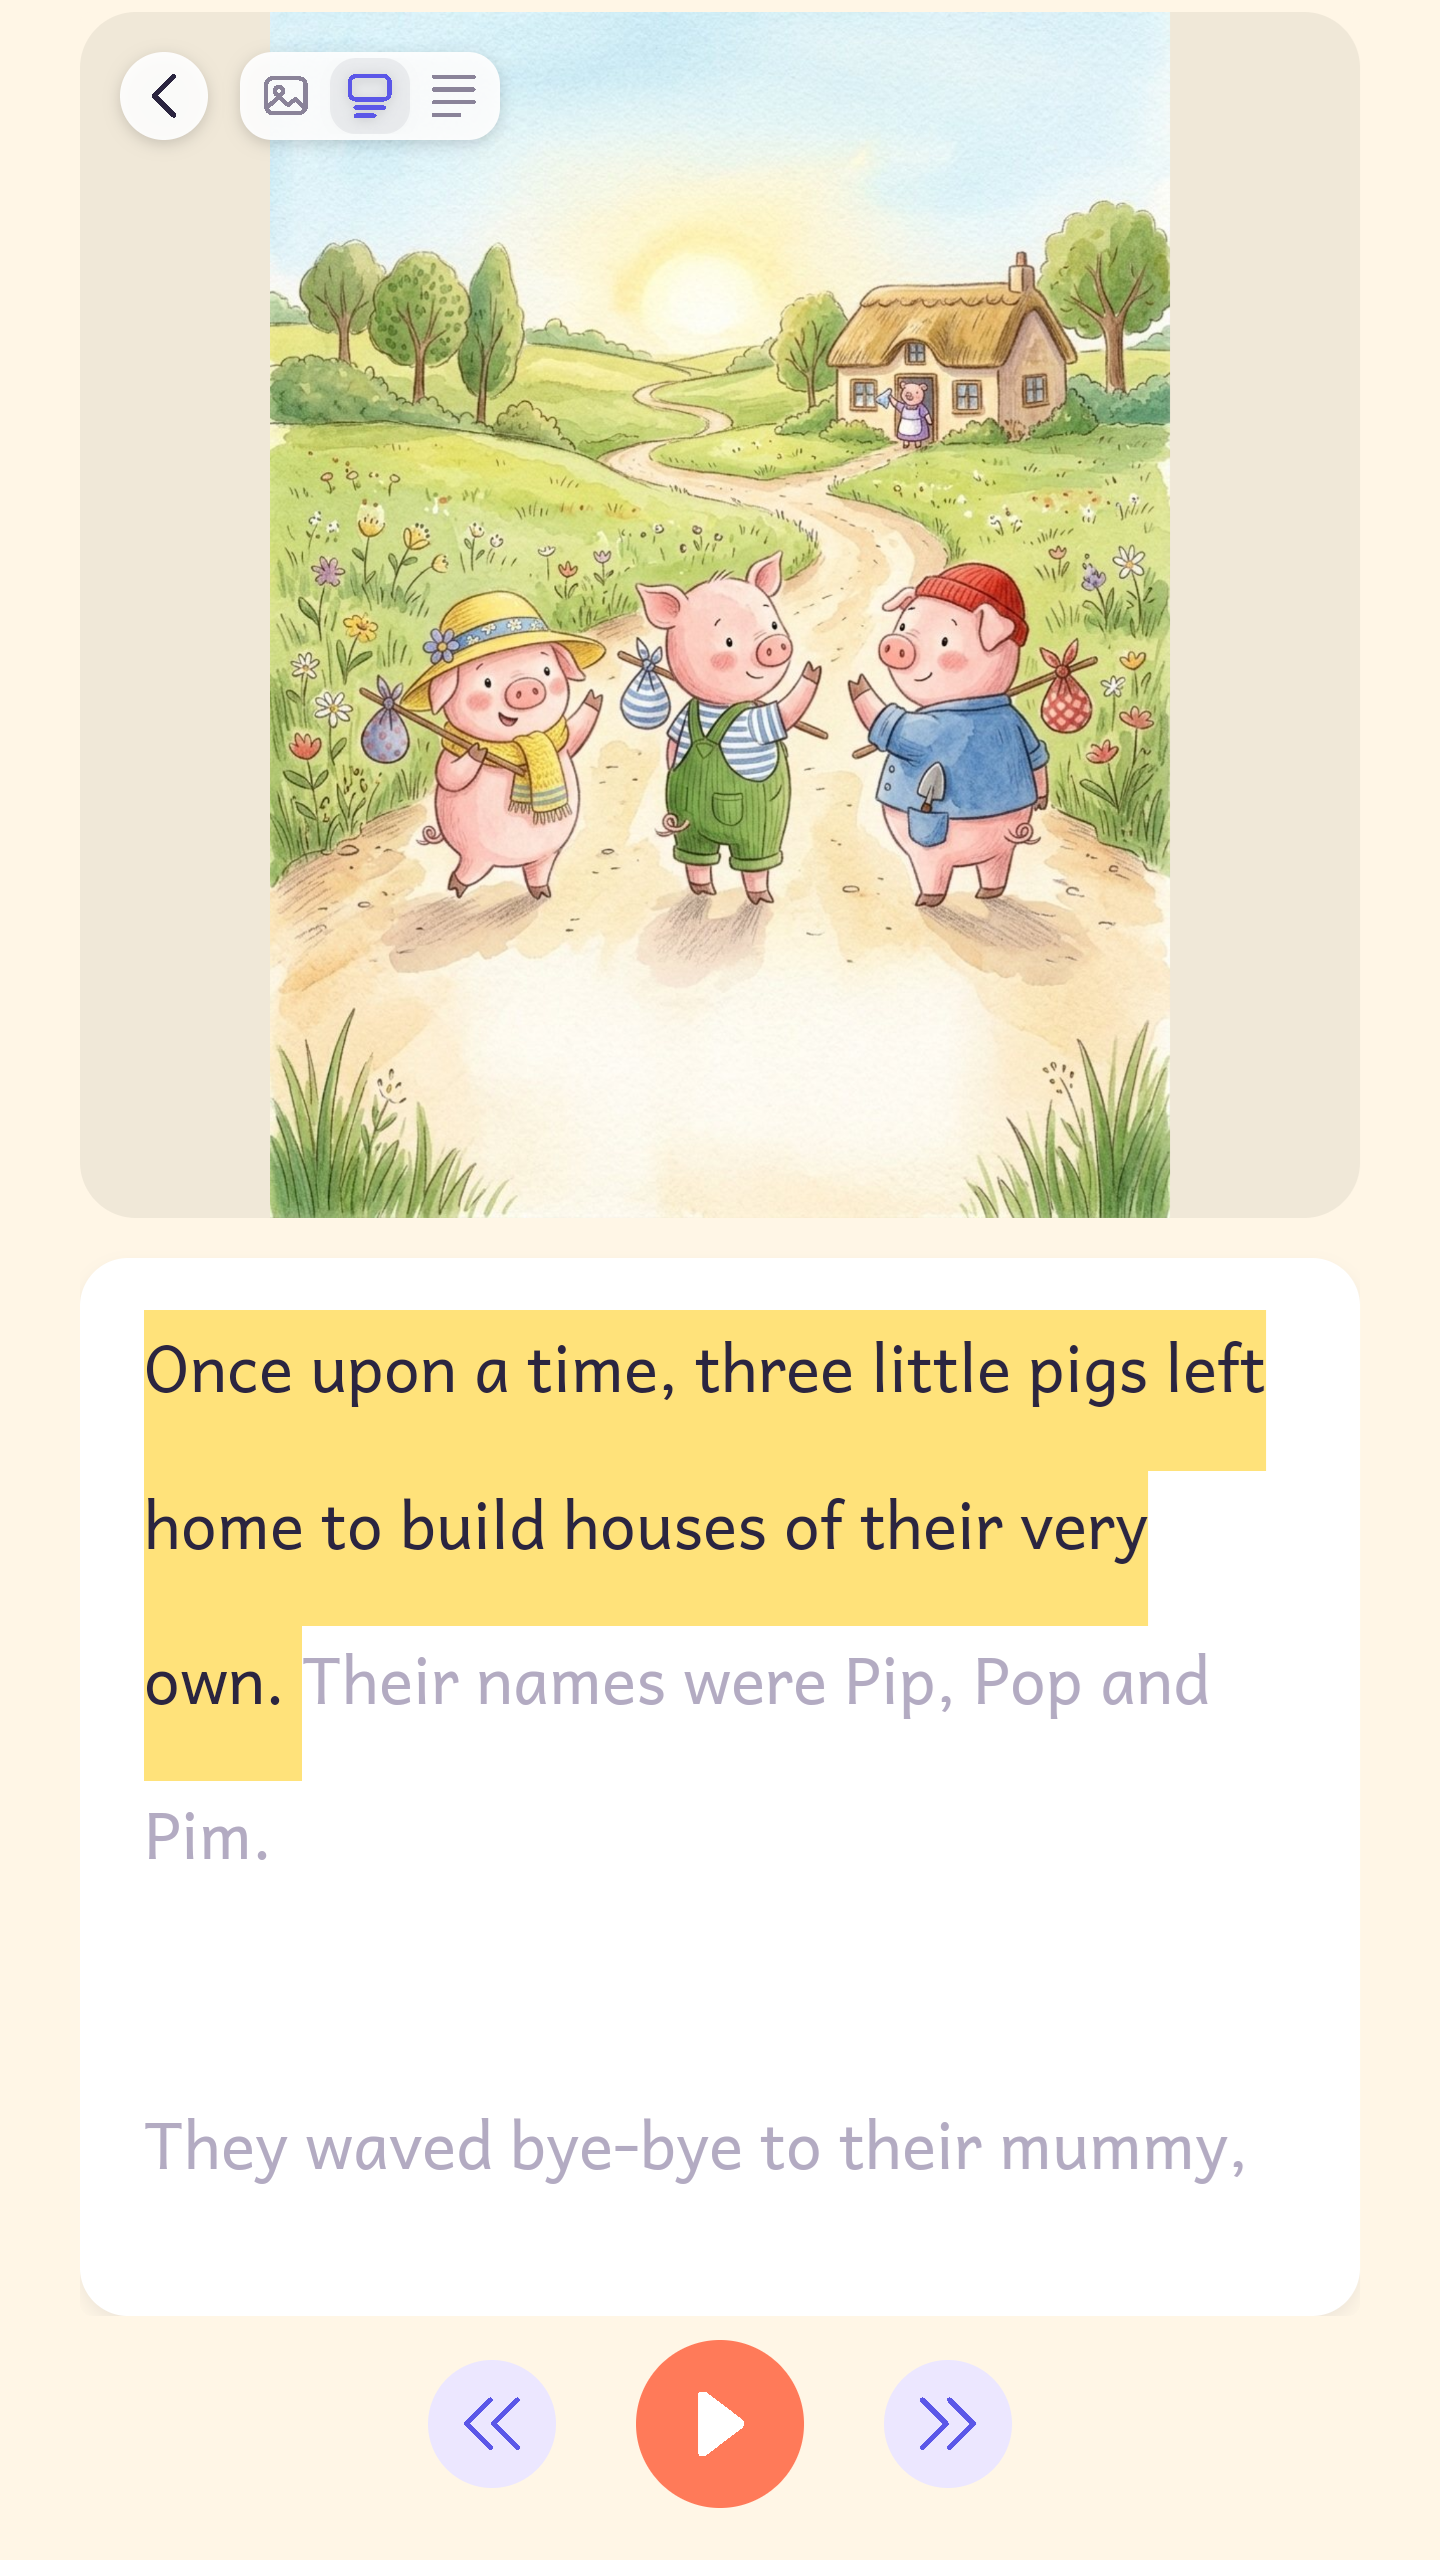 Once upon a time, three little pigs left
home to build houses of their very
own. Their names were Pip, Pop and
Pim.
They waved bye-bye to their mummy,